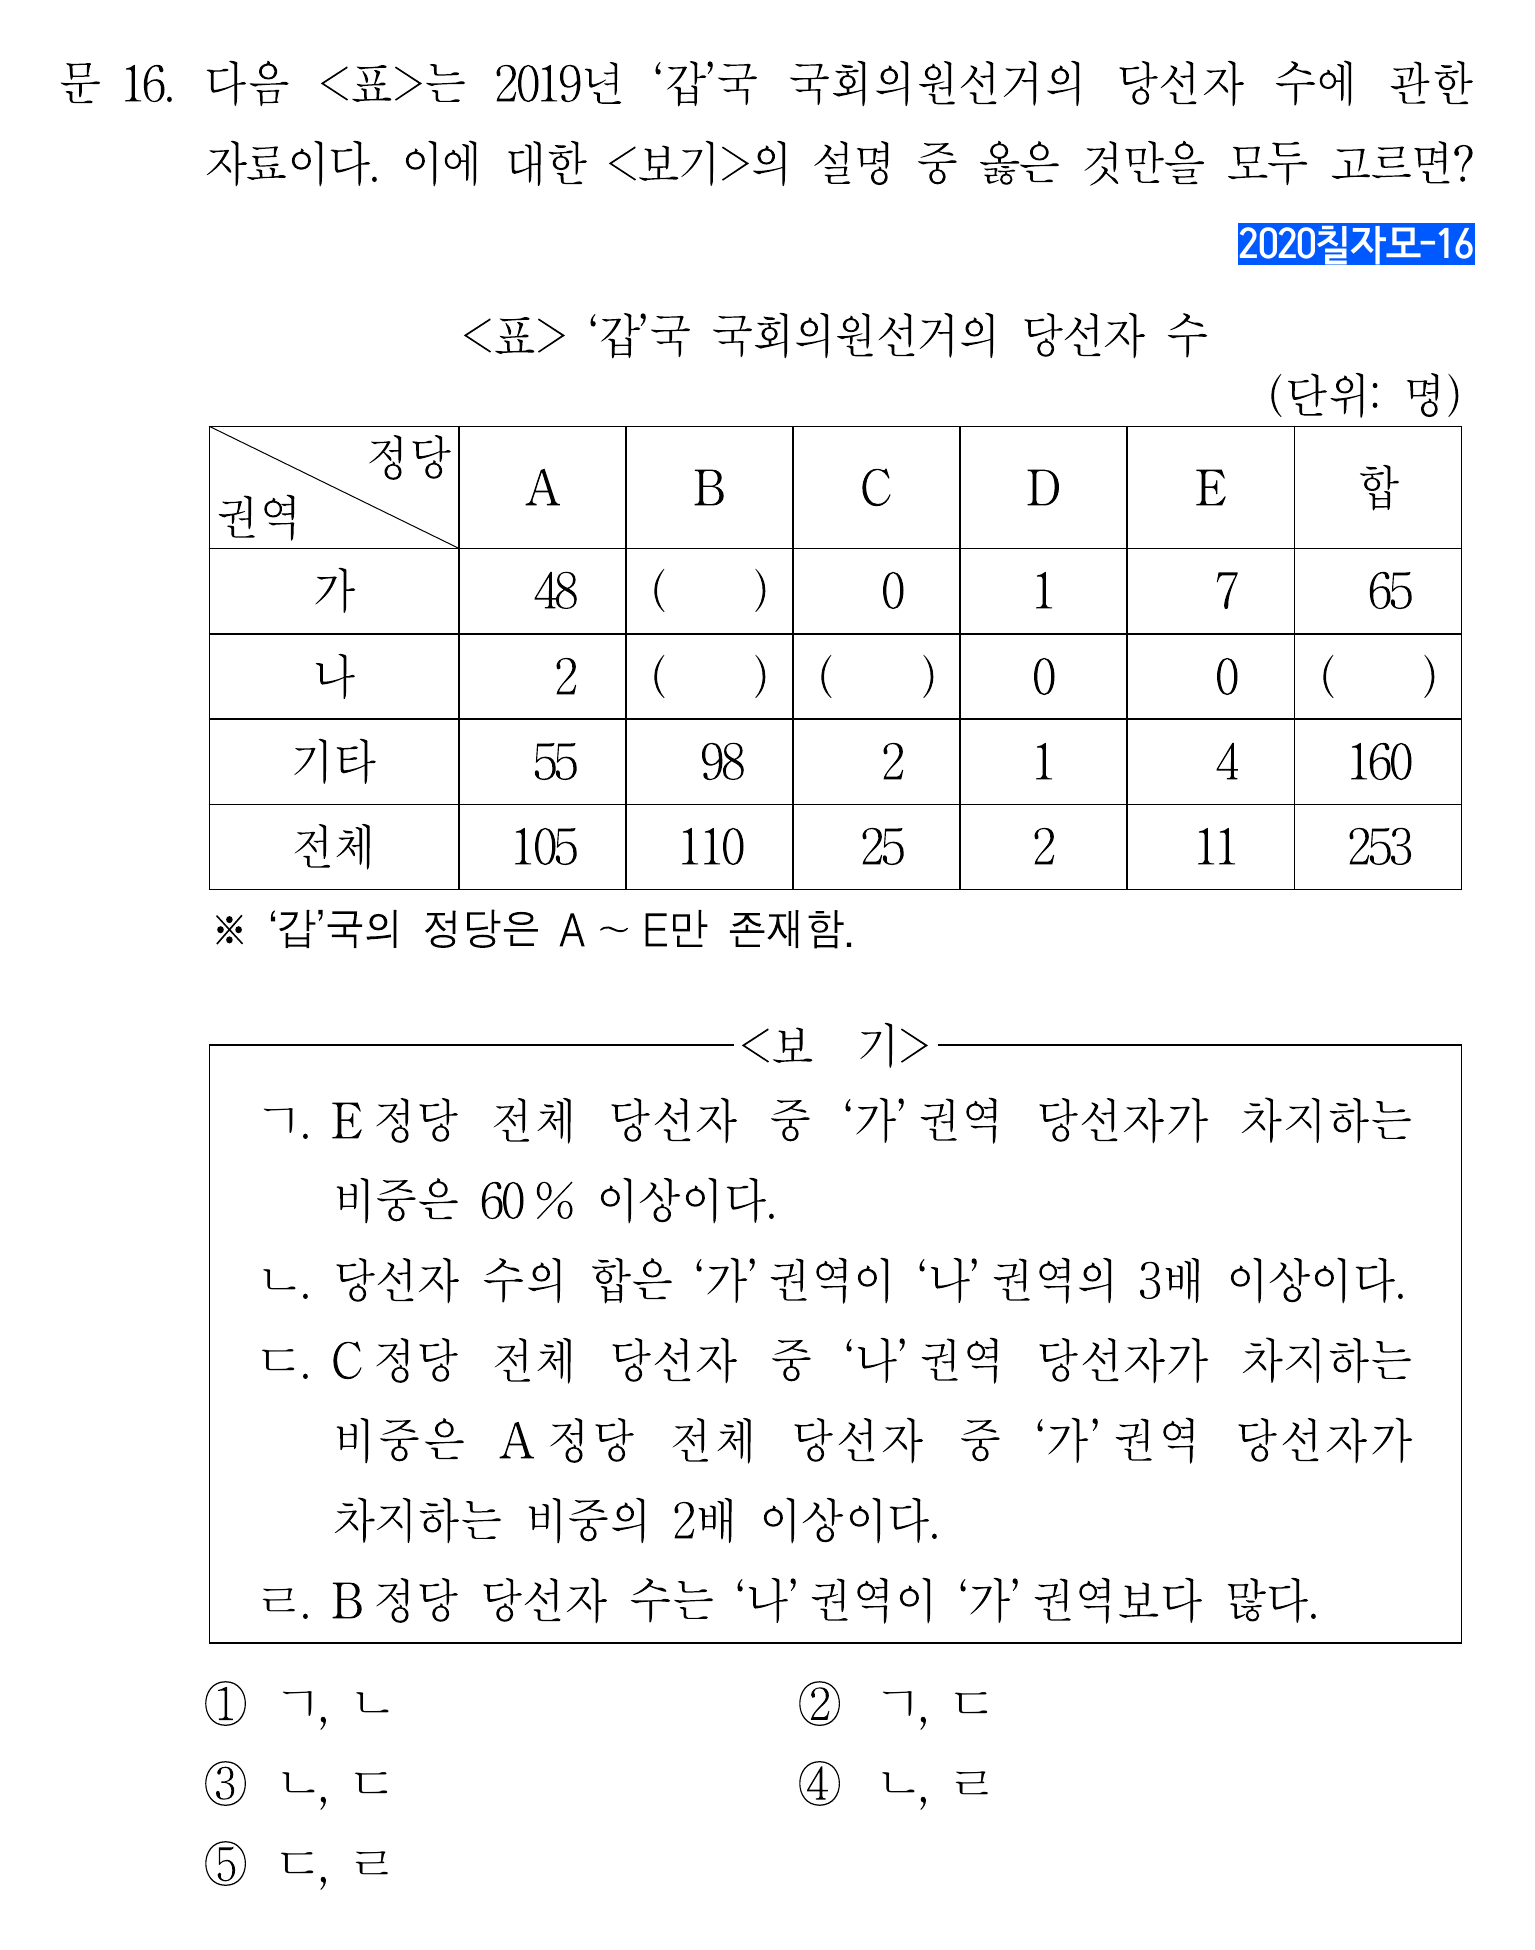 문 16. 다음 <표>는 2019년 ‘갑’국 국회의원선거의 당선자 수에 관한
자료이다. 이에 대한 <보기>의 설명 중 옳은 것만을 모두 고르면?
2020칠자모-16
<표> ‘갑’국 국회의원선거의 당선자 수
(단위: 명)
정당 권역 A B C D E 합
가 48 ( ) 0 1 7 65
나 2 ( ) ( ) 0 0 ( )
기타 55 98 2 1 4 160
전체 105 110 25 2 11 253
※ ‘갑’국의 정당은 A ~ E만 존재함.
<보 기>
ㄱ. E정당 전체 당선자 중 ‘가’권역 당선자가 차지하는
비중은 60% 이상이다.
ㄴ. 당선자 수의 합은 ‘가’권역이 ‘나’권역의 3배 이상이다.
ㄷ. C정당 전체 당선자 중 ‘나’권역 당선자가 차지하는
비중은 A정당 전체 당선자 중 ‘가’권역 당선자가
차지하는 비중의 2배 이상이다.
ㄹ. B정당 당선자 수는 ‘나’권역이 ‘가’권역보다 많다.
① ㄱ, ㄴ ② ㄱ, ㄷ
③ ㄴ, ㄷ ④ ㄴ, ㄹ
⑤ ㄷ, ㄹ